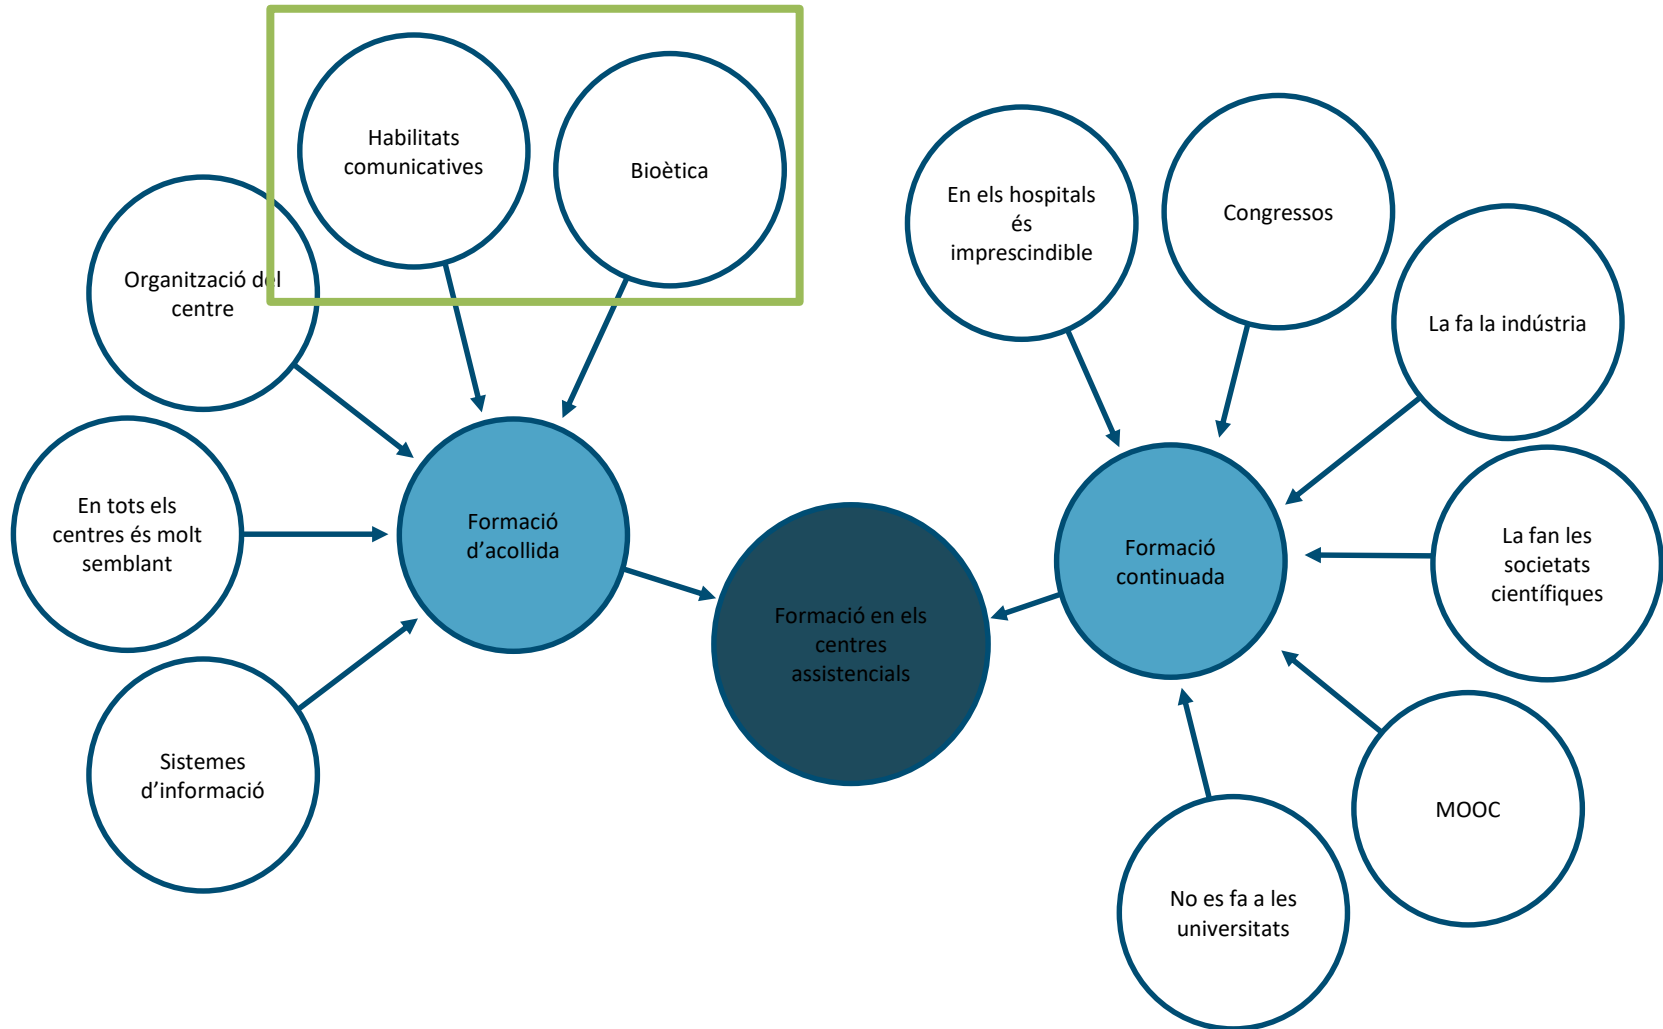 Habilitats
comunicatives
Bioètica
Organització del
centre
En tots els
centres és molt
semblant
Sistemes
d’informació
Formació
d’acollida
Formació en els
centres
assistencials
Formació
continuada
En els hospitals
és
imprescindible
Congressos
La fa la indústria
La fan les
societats
científiques
MOOC
No es fa a les
universitats